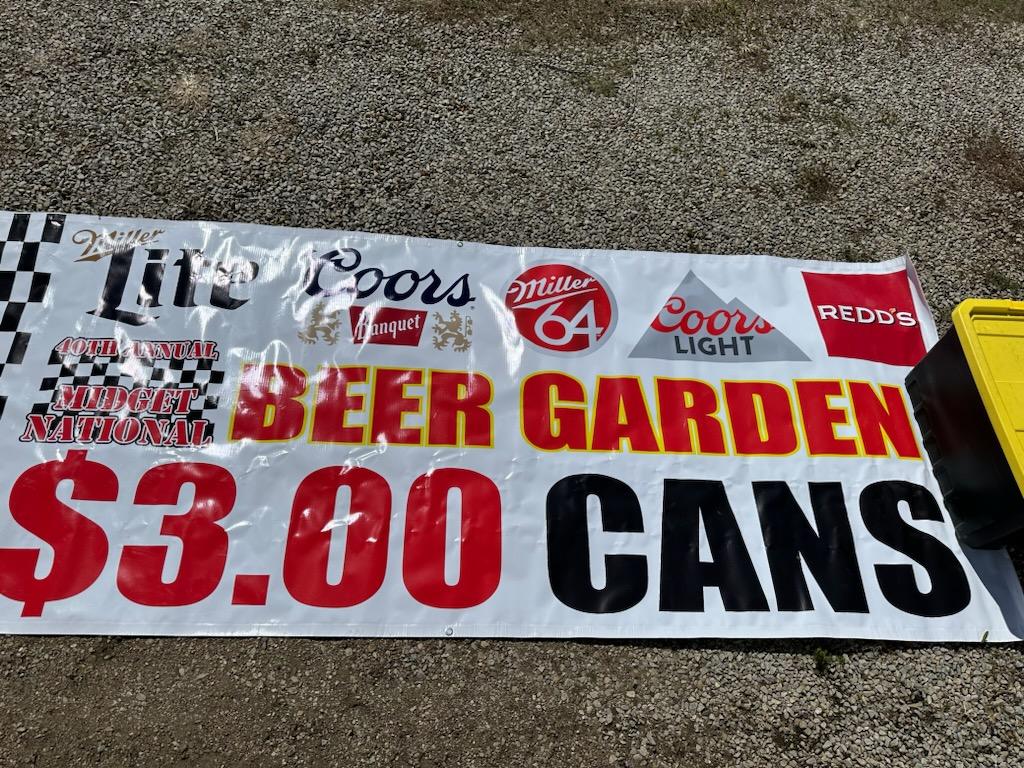 Miller
Lite
Coors
Banquet
Miller
64
Coors
LIGHT
REDD'S
40TH ANNUAL
MIDGET
NATIONAL
BEER GARDEN
$3.00 CANS